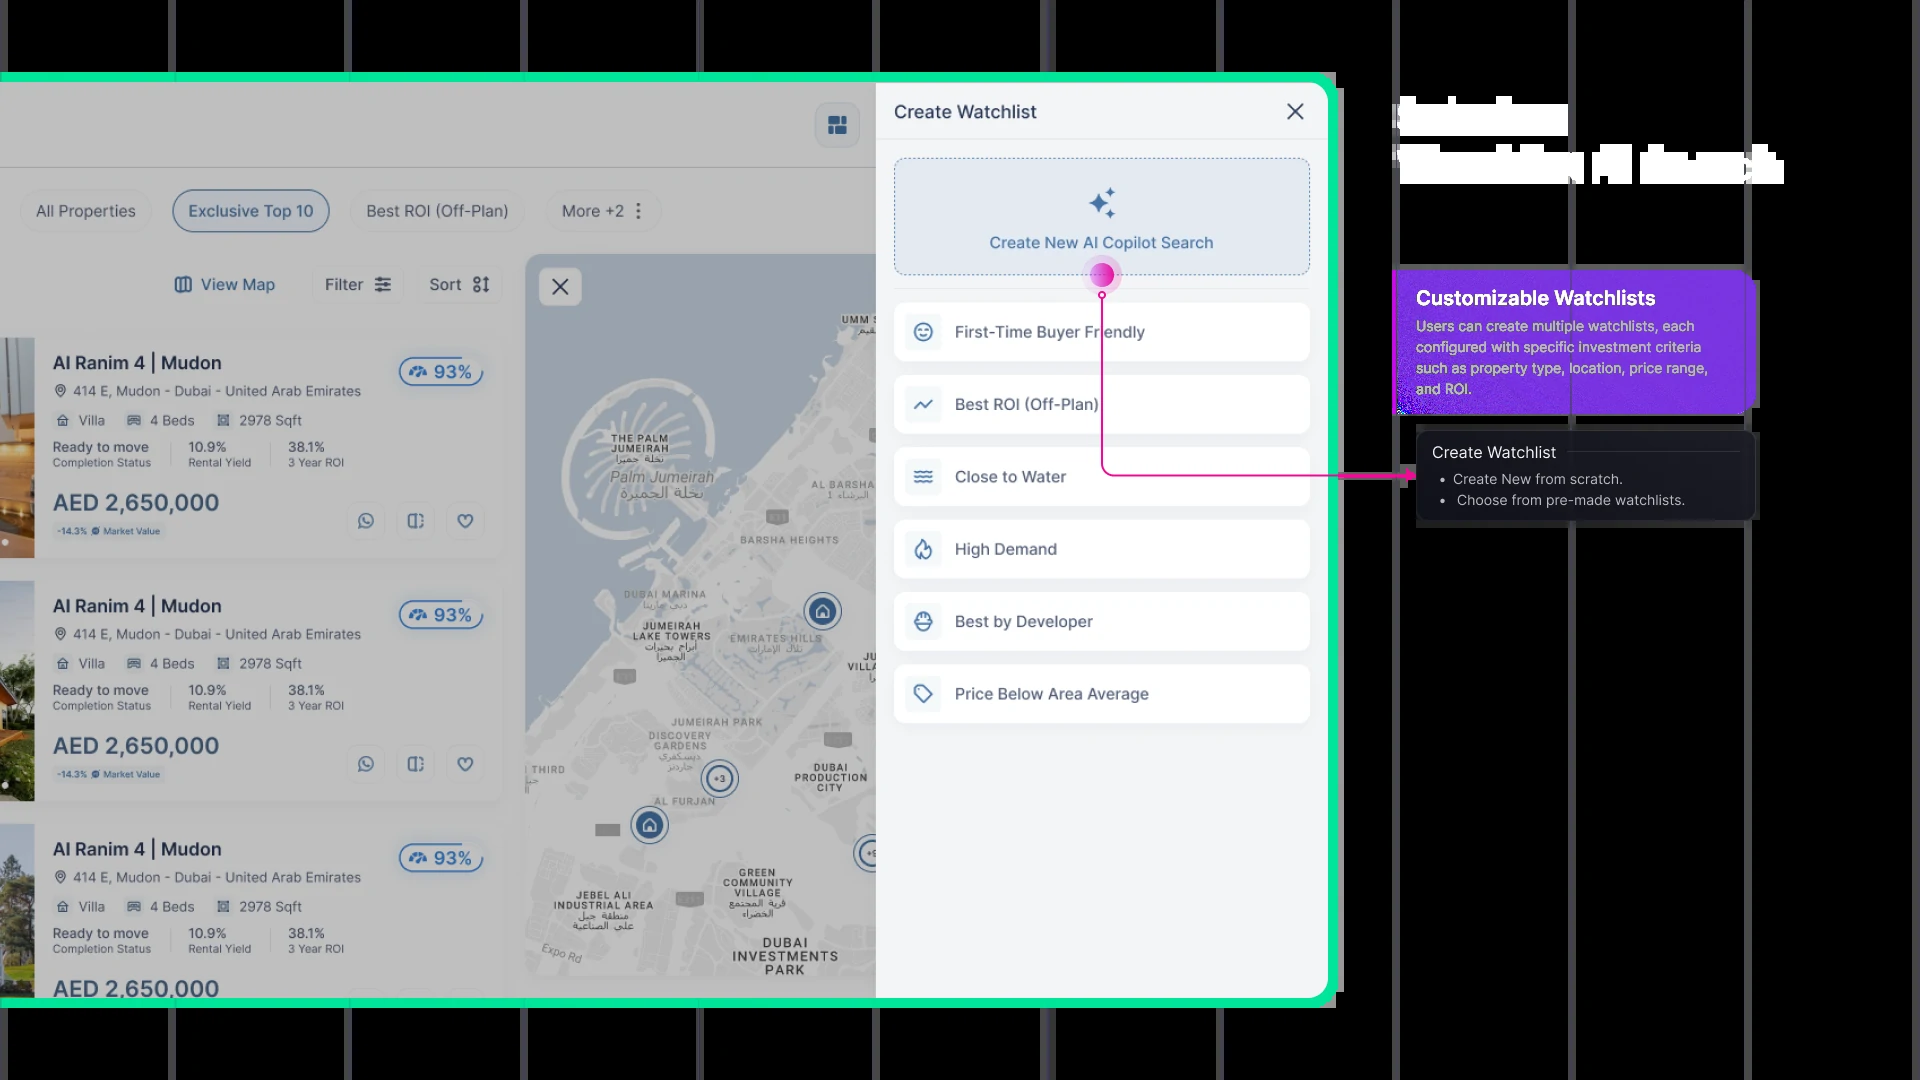 All Properties
Exclusive Top 10
Best ROI (Off-Plan)
More +2
View Map
Filter
Sort
Al Ranim 4 | Mudon
93%
414 E, Mudon - Dubai - United Arab Emirates
Villa
4 Beds
2978 Sqft
Ready to move
10.9%
38.1%
Completion Status
Rental Yield
3 Year ROI
AED 2,650,000
-14.3%
Market Value
Al Ranim 4 | Mudon
93%
414 E, Mudon - Dubai - United Arab Emirates
Villa
4 Beds
2978 Sqft
Ready to move
10.9%
38.1%
Completion Status
Rental Yield
3 Year ROI
AED 2,650,000
-14.3%
Market Value
Al Ranim 4 | Mudon
93%
414 E, Mudon - Dubai - United Arab Emirates
Villa
4 Beds
2978 Sqft
Ready to move
10.9%
38.1%
Completion Status
Rental Yield
3 Year ROI
AED 2,650,000
UMM
THE PALM
JUMEIRAH
نخلة جميرا
Palm Jumeirah
نخلة الجميرة
AL BARSHA
البرشاء 1
BARSHA HEIGHTS
DUBAI MARINA
دبي مارينا
JUMEIRAH
LAKE TOWERS
أبراج بحيرات
الجميرا
EMIRATES HILLS
تلال الإمارات
JU
VILLA
JUMEIRAH PARK
DISCOVERY
GARDENS
ديسكفري
جاردنز
THIRD
+3
DUBAI
PRODUCTION
CITY
AL FURJAN
+9
GREEN
COMMUNITY
VILLAGE
قرية المجتمع
الخضراء
JEBEL ALI
INDUSTRIAL AREA
منطقة جبل
علي الصناعية
Expo Rd
DUBAI
INVESTMENTS
PARK
Create Watchlist
Create New AI Copilot Search
First-Time Buyer Friendly
Best ROI (Off-Plan)
Close to Water
High Demand
Best by Developer
Price Below Area Average
Customizable Watchlists
Users can create multiple watchlists, each
configured with specific investment criteria
such as property type, location, price range,
and ROI.
Create Watchlist
• Create New from scratch.
• Choose from pre-made watchlists.